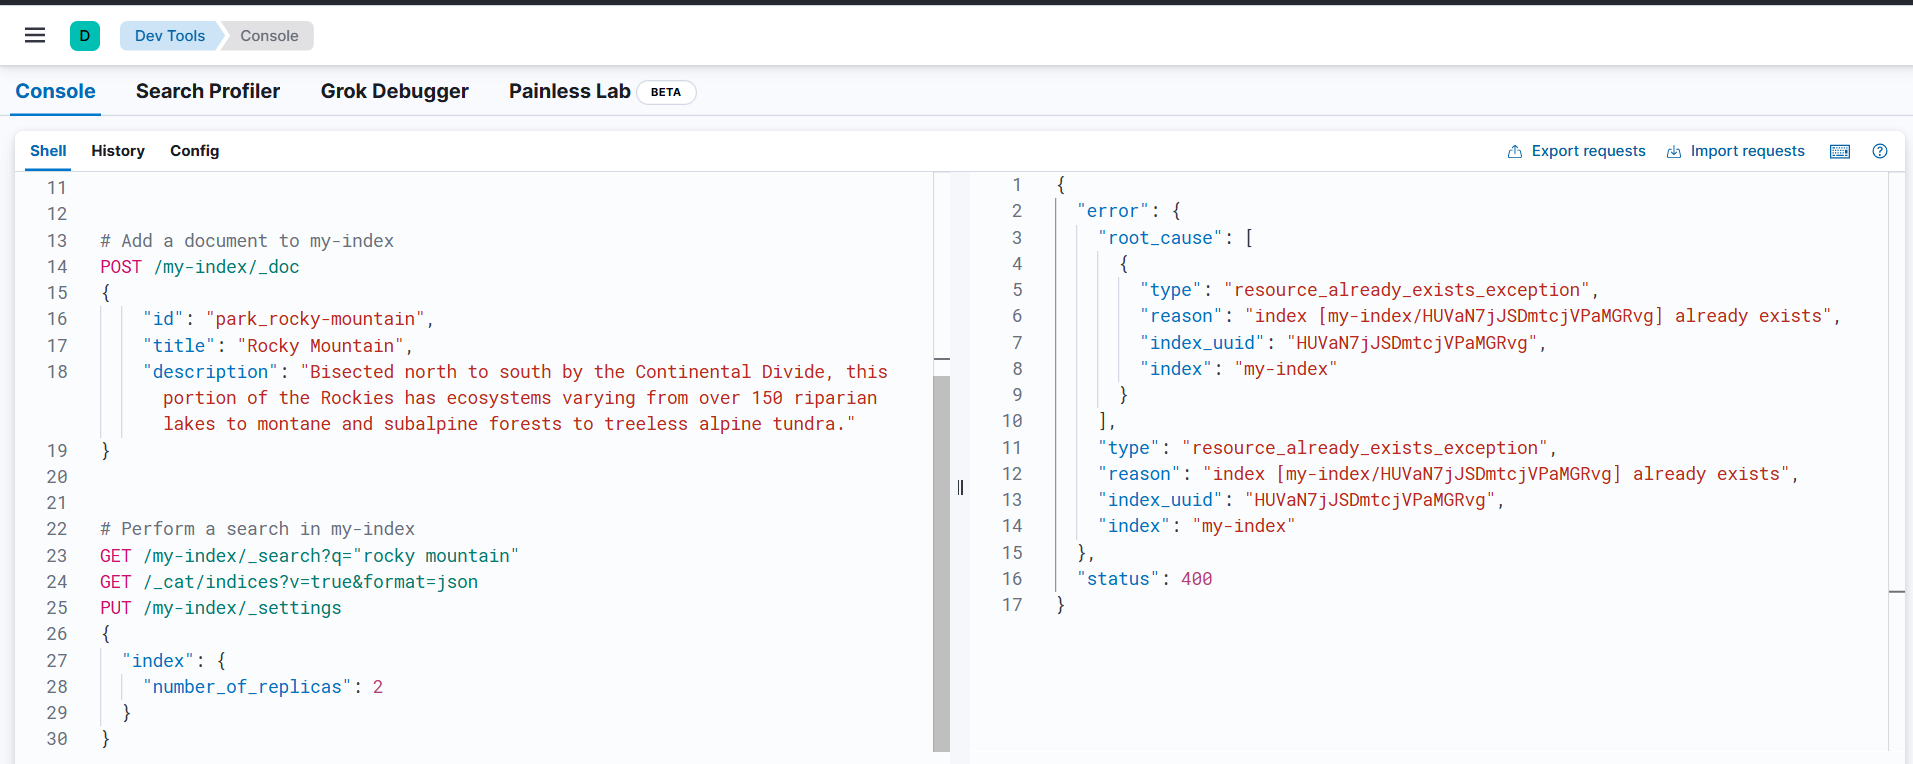 D Dev Tools Console
Console Search Profiler Grok Debugger Painless Lab BETA
Shell History Config Export requests Import requests
11
12
13 # Add a document to my-index
14 POST /my-index/_doc
15 {
16 "id": "park_rocky-mountain",
17 "title": "Rocky Mountain",
18 "description": "Bisected north to south by the Continental Divide, this
portion of the Rockies has ecosystems varying from over 150 riparian
lakes to montane and subalpine forests to treeless alpine tundra."
19 }
20
21
22 # Perform a search in my-index
23 GET /my-index/_search?q="rocky mountain"
24 GET /_cat/indices?v=true&format=json
25 PUT /my-index/_settings
26 {
27 "index": {
28 "number_of_replicas": 2
29 }
30 }
1 {
2 "error": {
3 "root_cause": [
4 {
5 "type": "resource_already_exists_exception",
6 "reason": "index [my-index/HUVaN7jJSDmtcjVPaMGRvg] already exists",
7 "index_uuid": "HUVaN7jJSDmtcjVPaMGRvg",
8 "index": "my-index"
9 }
10 ],
11 "type": "resource_already_exists_exception",
12 "reason": "index [my-index/HUVaN7jJSDmtcjVPaMGRvg] already exists",
13 "index_uuid": "HUVaN7jJSDmtcjVPaMGRvg",
14 "index": "my-index"
15 },
16 "status": 400
17 }